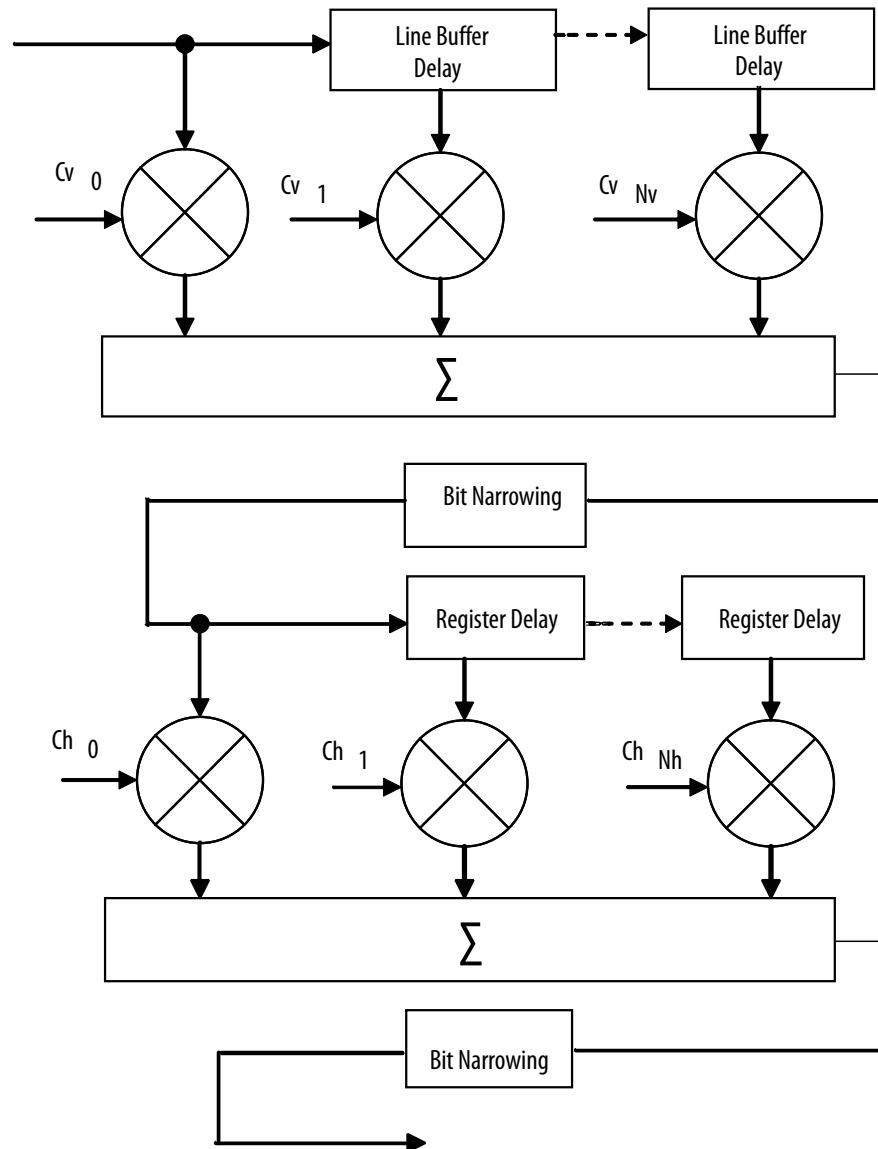 Line Buffer
Delay
Line Buffer
Delay
Cv 0
Cv 1
Cv Nv
Σ
Bit Narrowing
Register Delay
Register Delay
Ch 0
Ch 1
Ch Nh
Σ
Bit Narrowing